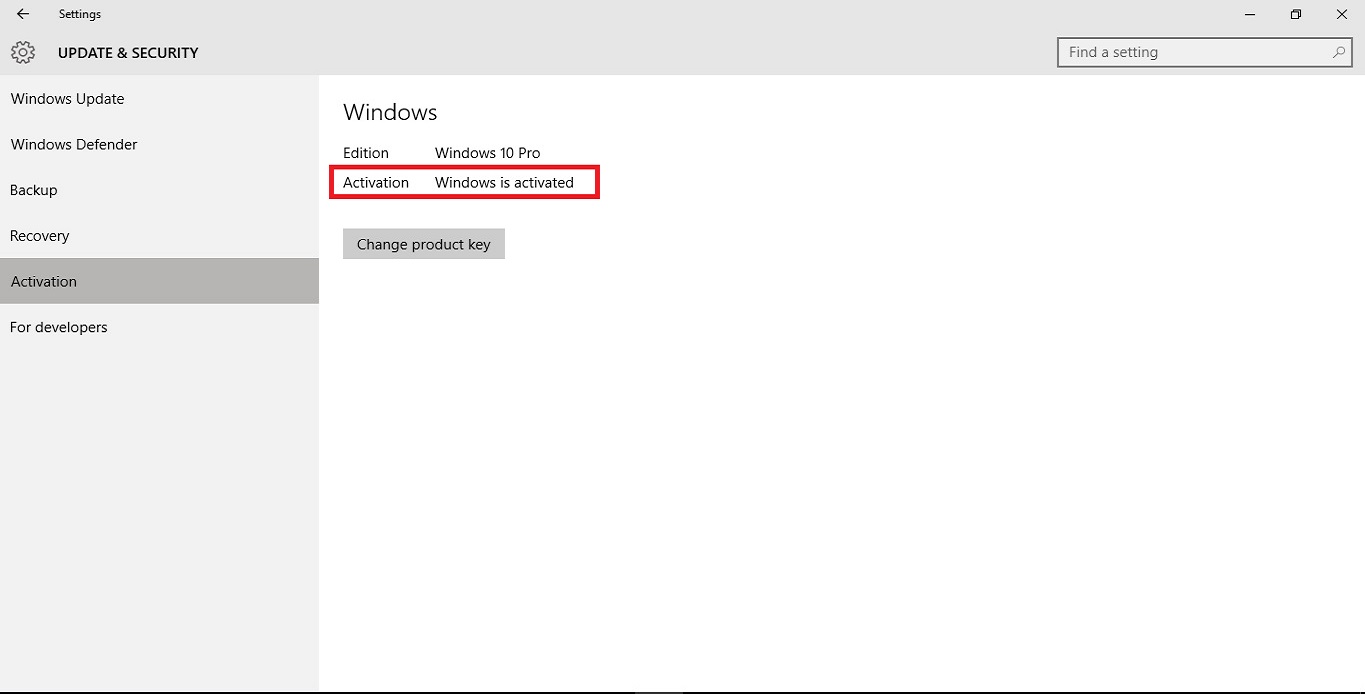 Settings
UPDATE & SECURITY
Find a setting
Windows Update
Windows Defender
Backup
Recovery
Activation
For developers
Windows
Edition Windows 10 Pro
Activation Windows is activated
Change product key